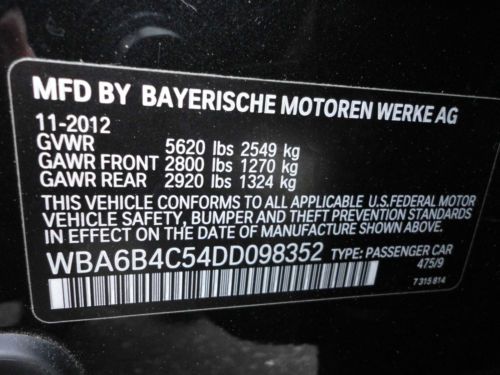 MFD BY BAYERISCHE MOTOREN WERKE AG
11-2012
GVWR 5620 lbs 2549 kg
GAWR FRONT 2800 lbs 1270 kg
GAWR REAR 2920 lbs 1324 kg
THIS VEHICLE CONFORMS TO ALL APPLICABLE U.S.FEDERAL MOTOR
VEHICLE SAFETY, BUMPER AND THEFT PREVENTION STANDARDS
IN EFFECT ON THE DATE OF MANUFACTURE SHOWN ABOVE.
WBA6B4C54DD098352 TYPE: PASSENGER CAR
475/9
7 315 814